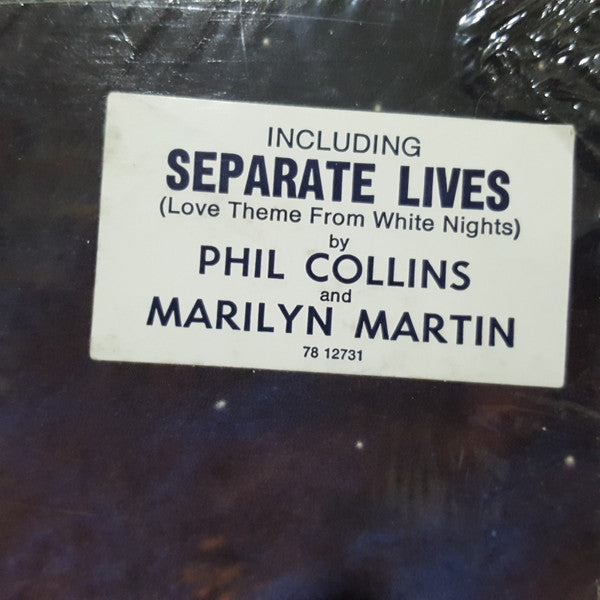 INCLUDING
SEPARATE LIVES
(Love Theme From White Nights)
by
PHIL COLLINS
and
MARILYN MARTIN
78 12731